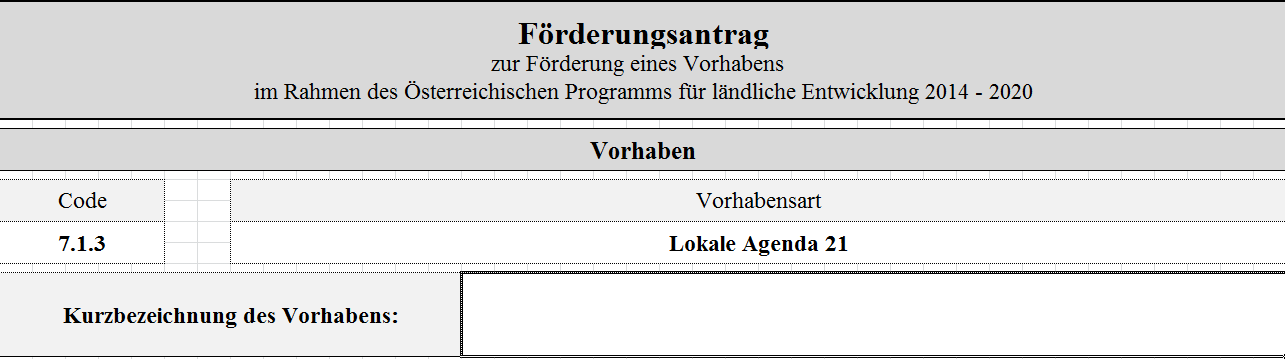 Förderungsantrag
zur Förderung eines Vorhabens
im Rahmen des Österreichischen Programms für ländliche Entwicklung 2014 - 2020
Vorhaben
Code Vorhabensart
7.1.3 Lokale Agenda 21
Kurzbezeichnung des Vorhabens: